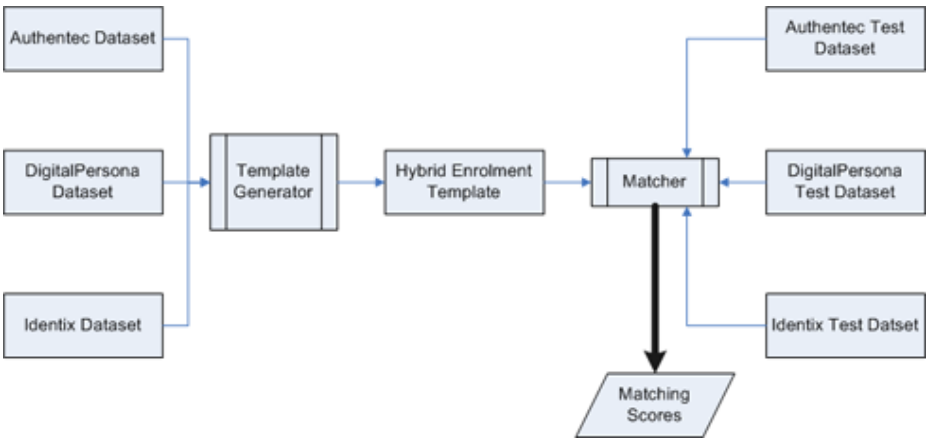 Authentec Dataset
DigitalPersona
Dataset
Identix Dataset
Template
Generator
Hybrid Enrolment
Template
Matcher
Authentec Test
Dataset
DigitalPersona
Test Dataset
Identix Test Datset
Matching
Scores